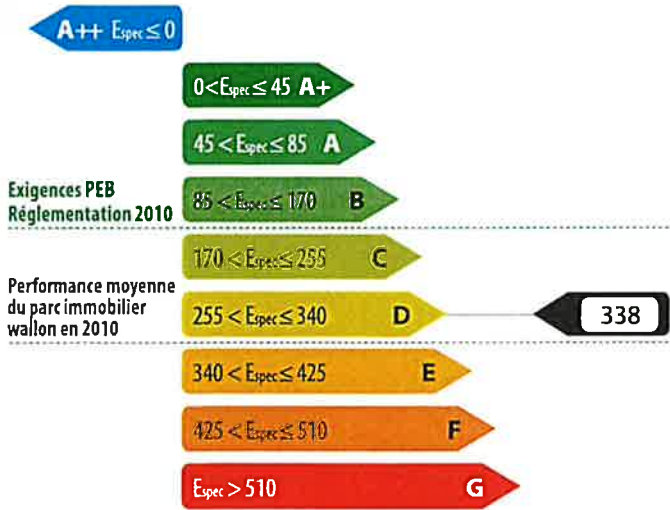 A++ Espec ≤ 0
0 < Espec ≤ 45 A+
45 < Espec ≤ 85 A
Exigences PEB
Réglementation 2010
85 < Espec ≤ 170 B
170 < Espec ≤ 255 C
Performance moyenne
du parc immobilier
wallon en 2010
255 < Espec ≤ 340 D
338
340 < Espec ≤ 425 E
425 < Espec ≤ 510 F
Espec > 510 G